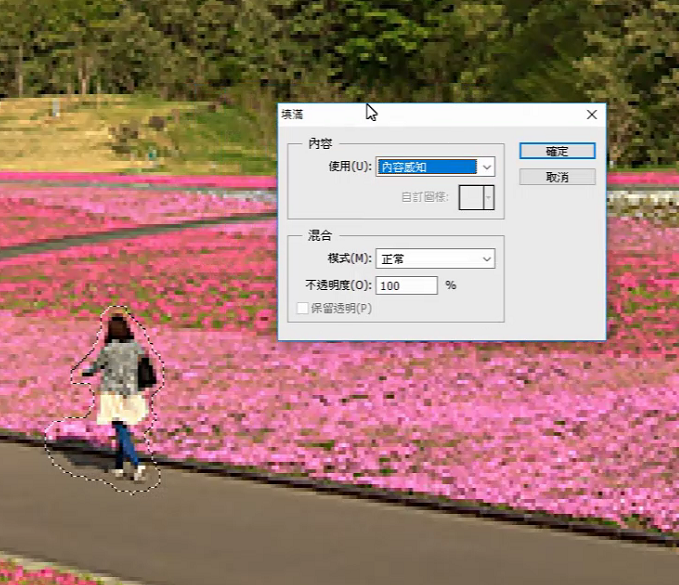 填滿
內容
使用(U): 內容感知
確定
取消
自訂圖樣:
混合
模式(M): 正常
不透明度(O): 100 %
保留透明(P)